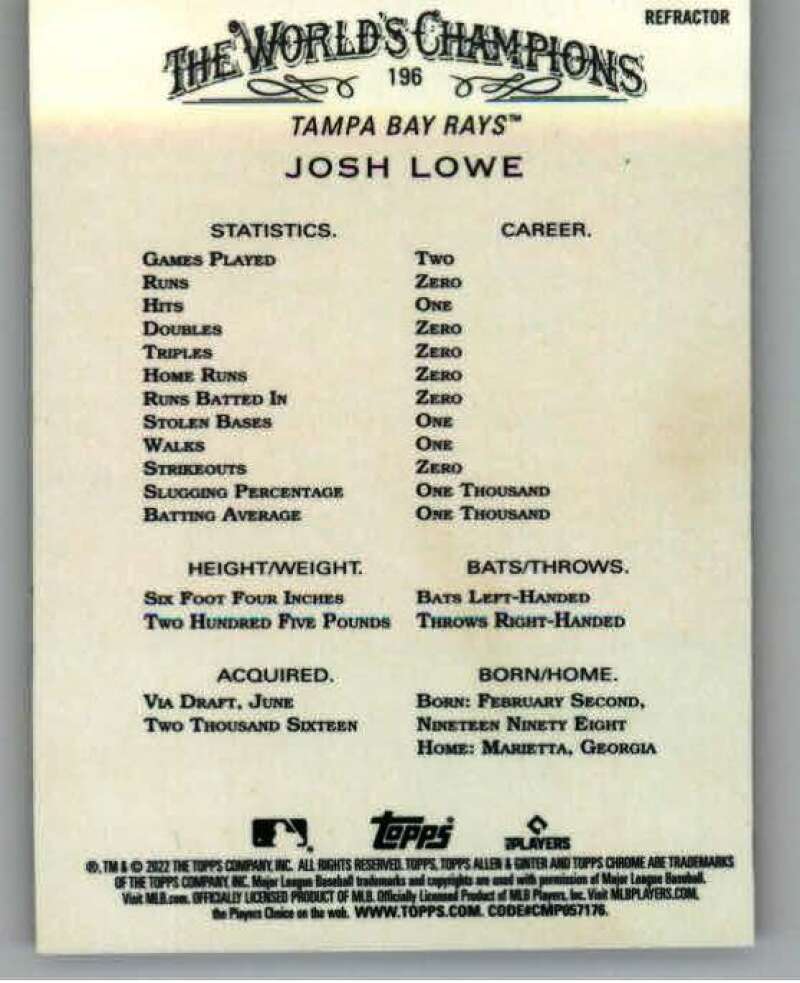 REFRACTOR
THE WORLD'S CHAMPIONS
196
TAMPA BAY RAYS™
JOSH LOWE
STATISTICS. CAREER.
GAMES PLAYED TWO
RUNS ZERO
HITS ONE
DOUBLES ZERO
TRIPLES ZERO
HOME RUNS ZERO
RUNS BATTED IN ZERO
STOLEN BASES ONE
WALKS ONE
STRIKEOUTS ZERO
SLUGGING PERCENTAGE ONE THOUSAND
BATTING AVERAGE ONE THOUSAND
HEIGHT/WEIGHT. BATS/THROWS.
SIX FOOT FOUR INCHES BATS LEFT-HANDED
TWO HUNDRED FIVE POUNDS THROWS RIGHT-HANDED
ACQUIRED. BORN/HOME.
VIA DRAFT, JUNE BORN: FEBRUARY SECOND,
TWO THOUSAND SIXTEEN NINETEEN NINETY EIGHT
HOME: MARIETTA, GEORGIA
Topps PLAYERS
®, TM & © 2022 THE TOPPS COMPANY, INC. ALL RIGHTS RESERVED. TOPPS, TOPPS ALLEN & GINTER AND TOPPS CHROME ARE TRADEMARKS
OF THE TOPPS COMPANY, INC. Major League Baseball trademarks and copyrights are used with permission of Major League Baseball.
Visit MLB.com. OFFICIALLY LICENSED PRODUCT OF MLB. Officially Licensed Product of MLB Players, Inc. Visit MLBPLAYERS.COM,
the Players Choice on the web. WWW.TOPPS.COM. CODE#CMP057176.